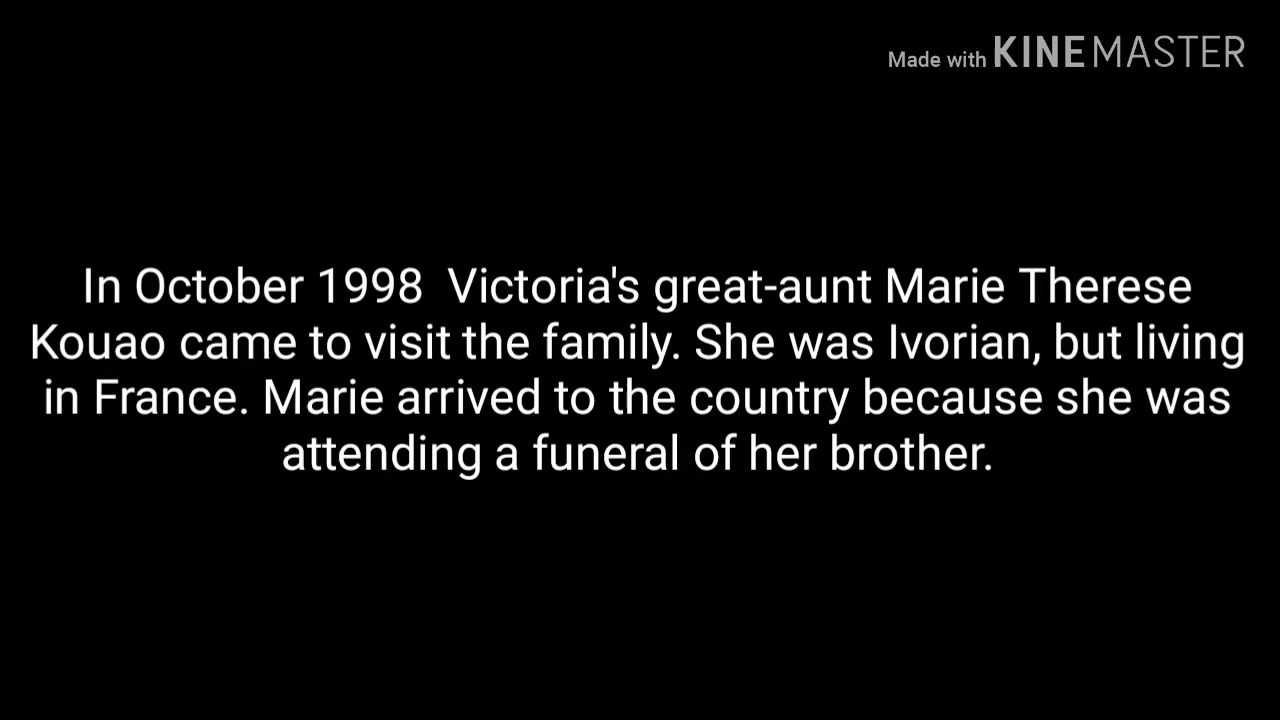 Made with KINEMASTER
In October 1998  Victoria's great-aunt Marie Therese
Kouao came to visit the family. She was Ivorian, but living
in France. Marie arrived to the country because she was
attending a funeral of her brother.